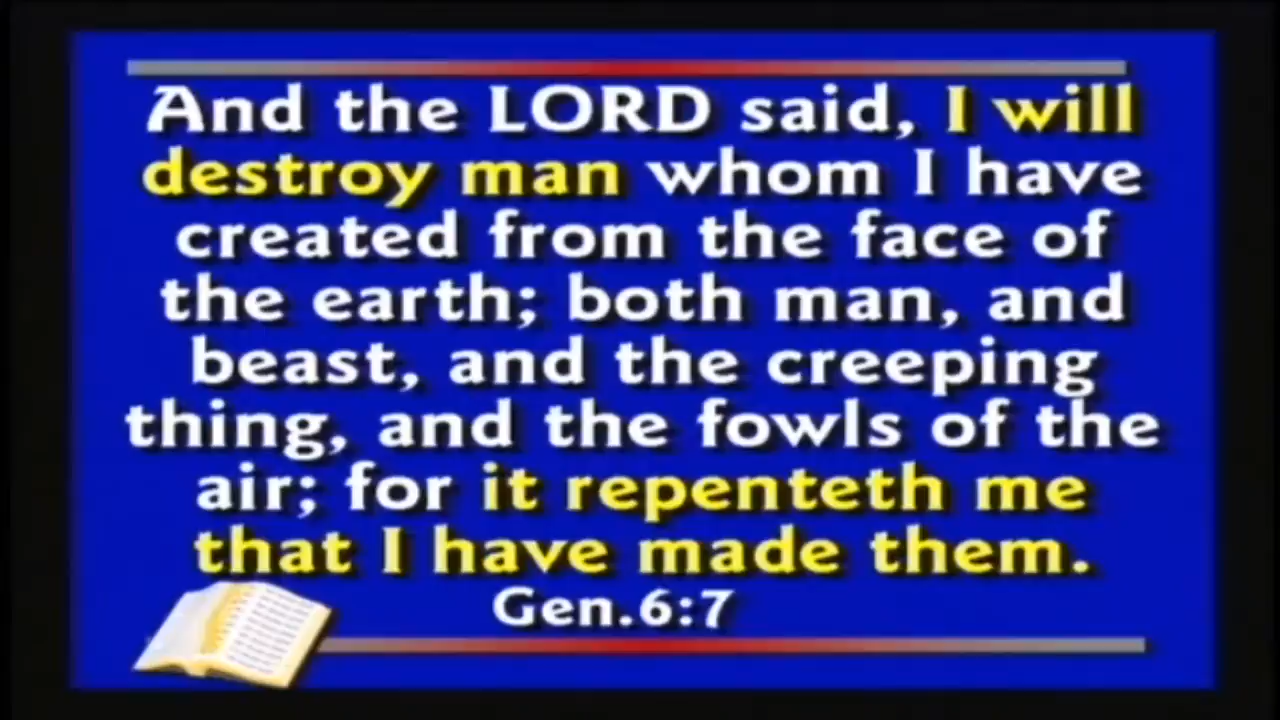 And the LORD said, I will
destroy man whom I have
created from the face of
the earth; both man, and
beast, and the creeping
thing, and the fowls of the
air; for it repenteth me
that I have made them.
Gen.6:7